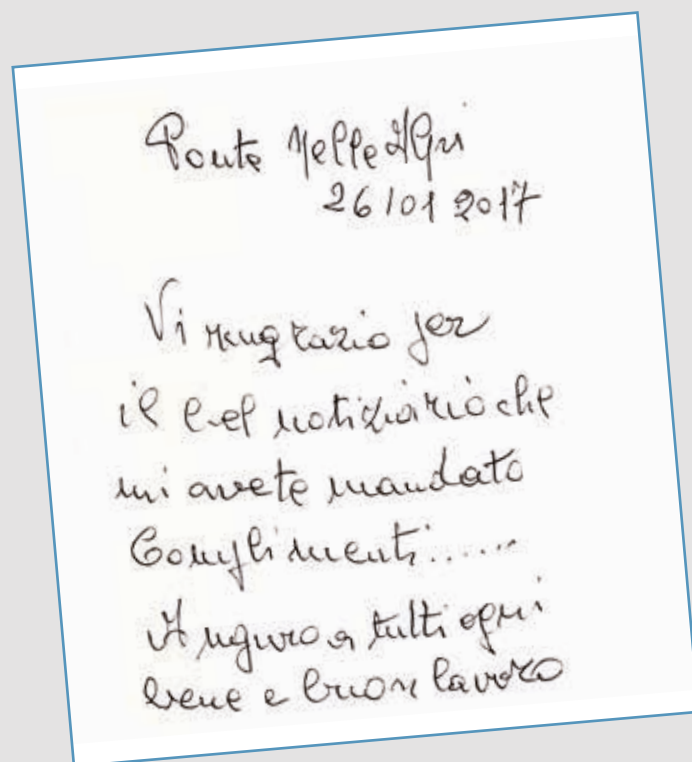 Ponte Nelle Alpi
26/01 2017
Vi ringrazio per
il bel notiziario che
mi avete mandato
Complimenti......
Auguro a tutti ogni
bene e buon lavoro